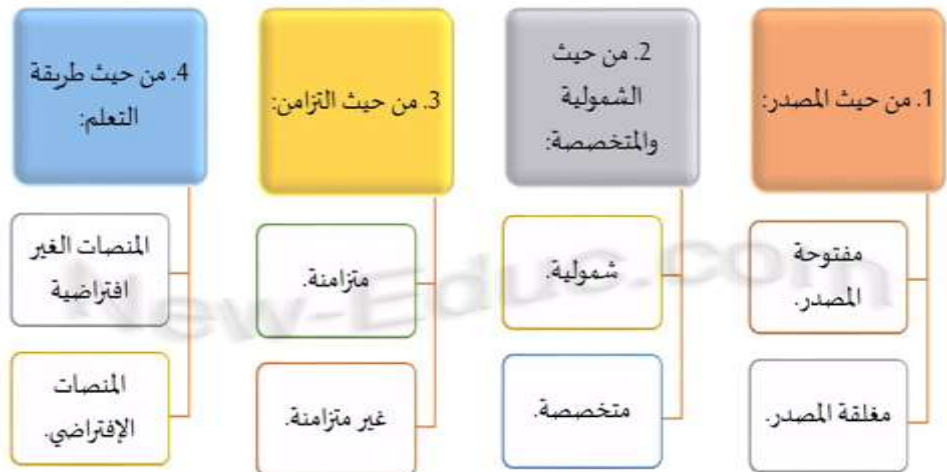 1. من حيث المصدر:
مفتوحة
المصدر.
مغلقة المصدر.
2. من حيث
الشمولية
والمتخصصة:
شمولية.
متخصصة.
3. من حيث التزامن:
متزامنة.
غير متزامنة.
4. من حيث طريقة
التعلم:
المنصات الغير
افتراضية
المنصات
الإفتراضي.
New-Educ.com